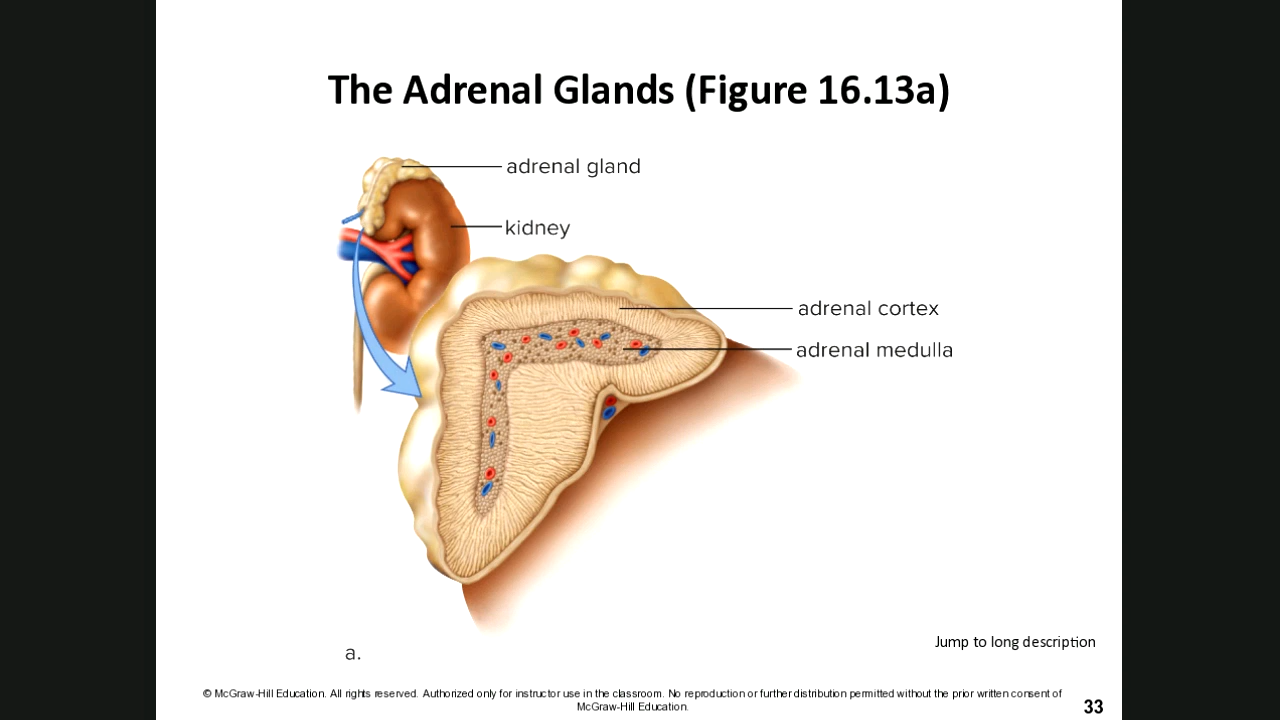 The Adrenal Glands (Figure 16.13a)
adrenal gland
kidney
adrenal cortex
adrenal medulla
Jump to long description
a.
© McGraw-Hill Education. All rights reserved. Authorized only for instructor use in the classroom. No reproduction or further distribution permitted without the prior written consent of
McGraw-Hill Education.
33